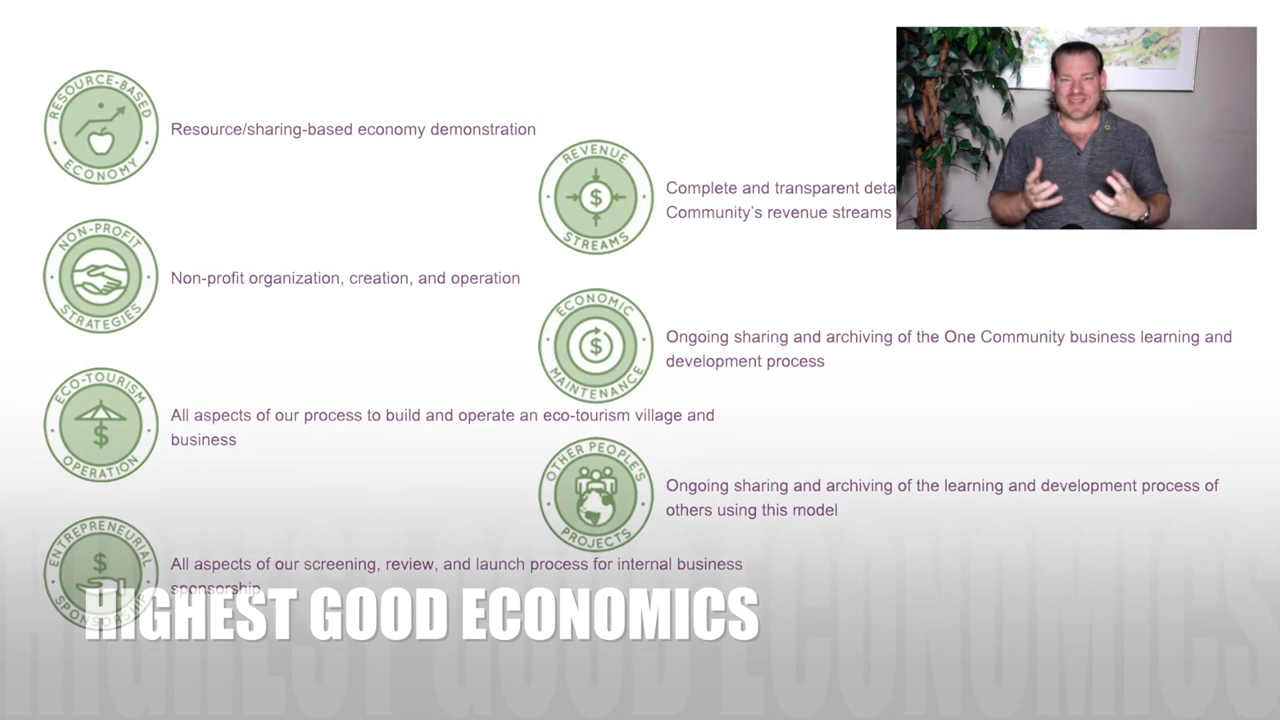 RESOURCE-BASED
ECONOMY
Resource/sharing-based economy demonstration
NON-PROFIT
STRATEGIES
Non-profit organization, creation, and operation
ECO-TOURISM
OPERATION
All aspects of our process to build and operate an eco-tourism village and
business
ENTREPRENEURIAL
All aspects of our screening, review, and launch process for internal business
sponsorship
REVENUE
STREAMS
Complete and transparent deta
Community's revenue streams
ECONOMIC
MAINTENANCE
Ongoing sharing and archiving of the One Community business learning and
development process
OTHER PEOPLE'S
PROJECTS
Ongoing sharing and archiving of the learning and development process of
others using this model
HIGHEST GOOD ECONOMICS
HIGHEST GOOD ECONOMICS